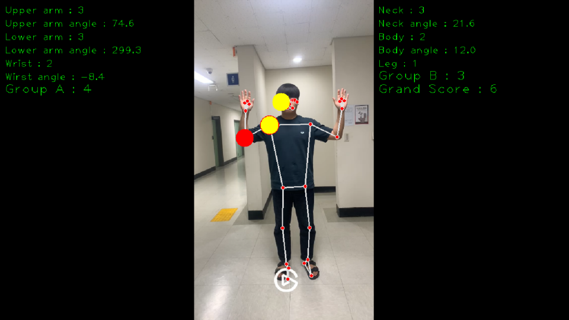 Upper arm : 3
Upper arm angle : 74.6
Lower arm : 3
Lower arm angle : 299.3
Wrist : 2
Wirst angle : -8.4
Group A : 4
Neck : 3
Neck angle : 21.6
Body : 2
Body angle : 12.0
Leg : 1
Group B : 3
Grand Score : 6